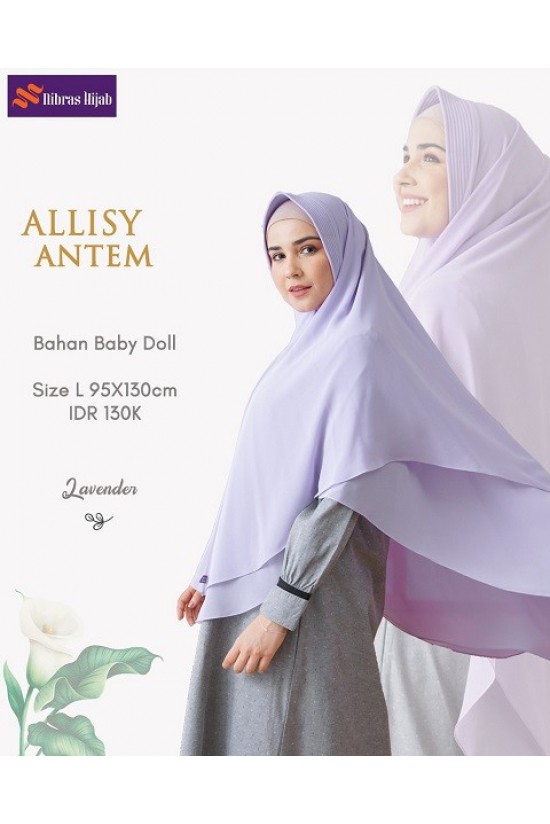 Nibras Hijab
ALLISY
ANTEM
Bahan Baby Doll
Size L 95X130cm
IDR 130K
Lavender